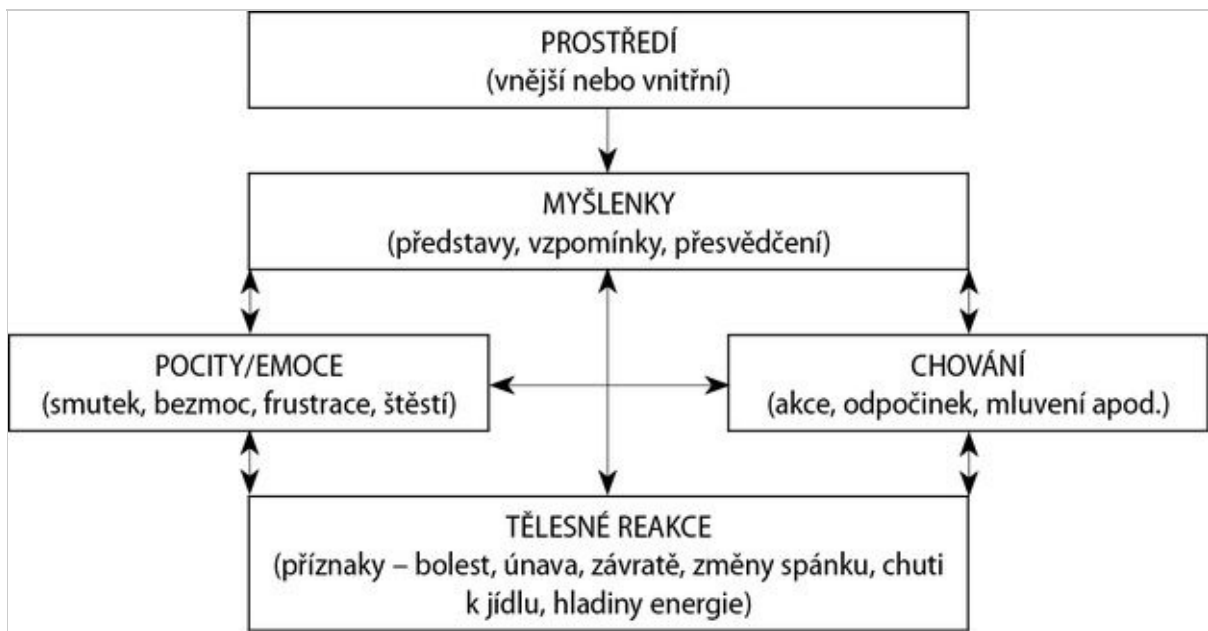 PROSTŘEDÍ
(vnější nebo vnitřní)
MYŠLENKY
(představy, vzpomínky, přesvědčení)
POCITY/EMOCE
(smutek, bezmoc, frustrace, štěstí)
CHOVÁNÍ
(akce, odpočinek, mluvení apod.)
TĚLESNÉ REAKCE
(příznaky – bolest, únava, závratě, změny spánku, chuti
k jídlu, hladiny energie)